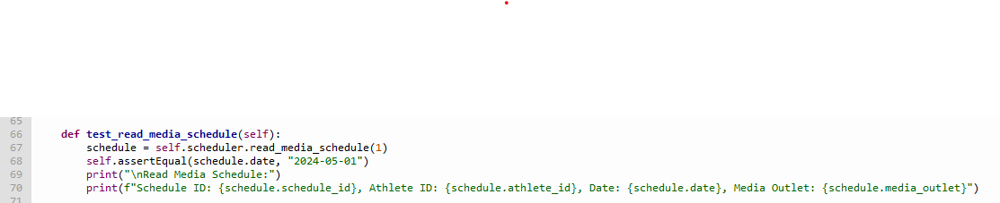 65
66 def test_read_media_schedule(self):
67 schedule = self.scheduler.read_media_schedule(1)
68 self.assertEqual(schedule.date, "2024-05-01")
69 print("\nRead Media Schedule:")
70 print(f"Schedule ID: {schedule.schedule_id}, Athlete ID: {schedule.athlete_id}, Date: {schedule.date}, Media Outlet: {schedule.media_outlet}")
71